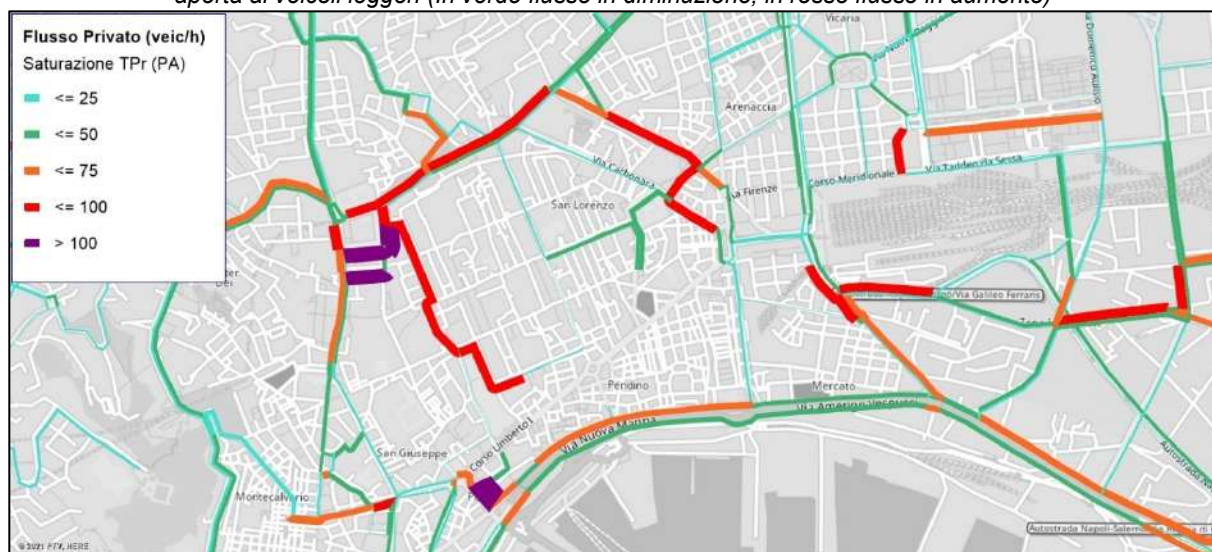 aperta ai veicoli leggeri (in verde flusso in diminuzione, in rosso flusso in aumento)
Flusso Privato (veic/h)
Saturazione TPr (PA)
<= 25
<= 50
<= 75
<= 100
> 100
Vicaria
Arenaccia
Via Carbonara
San Lorenzo
Via Firenze
Corso Meridionale
Via Taddeo da Sessa
Via Domenico Aulisio
/Via Galileo Ferraris
Pendino
Mercato
Via Amerigo Vespucci
Via Nuova Marina
Corso Umberto I
San Giuseppe
Montecalvario
Autostrada Napoli-Salerno
© 2021 PTV, HERE